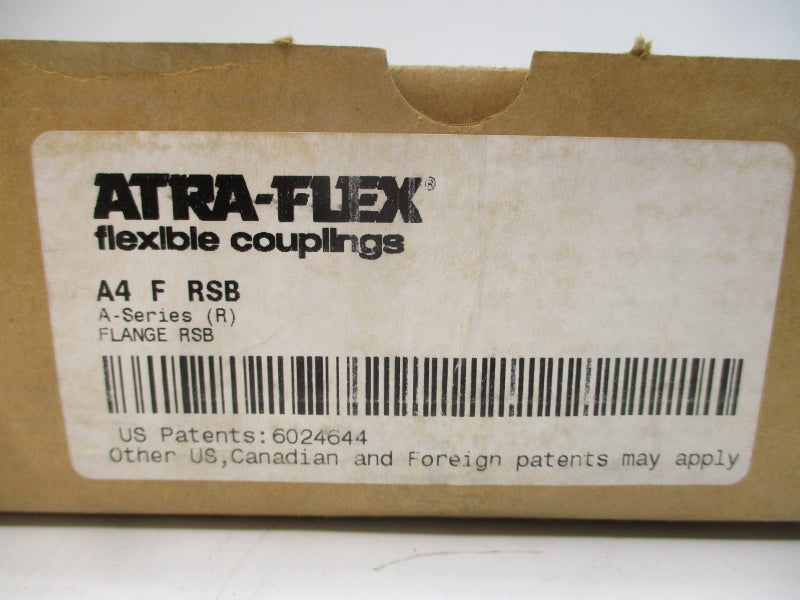 ATRA-FLEX®
flexible couplings
A4 F RSB
A-Series (R)
FLANGE RSB
US Patents:6024644
Other US,Canadian and Foreign patents may apply